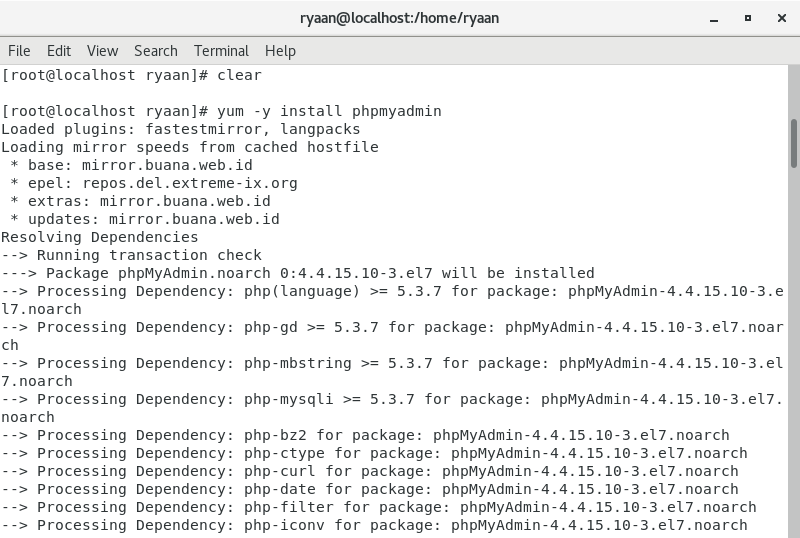 ryaan@localhost:/home/ryaan
File Edit View Search Terminal Help
[root@localhost ryaan]# clear
[root@localhost ryaan]# yum -y install phpmyadmin
Loaded plugins: fastestmirror, langpacks
Loading mirror speeds from cached hostfile
 * base: mirror.buana.web.id
 * epel: repos.del.extreme-ix.org
 * extras: mirror.buana.web.id
 * updates: mirror.buana.web.id
Resolving Dependencies
--> Running transaction check
---> Package phpMyAdmin.noarch 0:4.4.15.10-3.el7 will be installed
--> Processing Dependency: php(language) >= 5.3.7 for package: phpMyAdmin-4.4.15.10-3.e
l7.noarch
--> Processing Dependency: php-gd >= 5.3.7 for package: phpMyAdmin-4.4.15.10-3.el7.noar
ch
--> Processing Dependency: php-mbstring >= 5.3.7 for package: phpMyAdmin-4.4.15.10-3.el
7.noarch
--> Processing Dependency: php-mysqli >= 5.3.7 for package: phpMyAdmin-4.4.15.10-3.el7.
noarch
--> Processing Dependency: php-bz2 for package: phpMyAdmin-4.4.15.10-3.el7.noarch
--> Processing Dependency: php-ctype for package: phpMyAdmin-4.4.15.10-3.el7.noarch
--> Processing Dependency: php-curl for package: phpMyAdmin-4.4.15.10-3.el7.noarch
--> Processing Dependency: php-date for package: phpMyAdmin-4.4.15.10-3.el7.noarch
--> Processing Dependency: php-filter for package: phpMyAdmin-4.4.15.10-3.el7.noarch
--> Processing Dependency: php-iconv for package: phpMyAdmin-4.4.15.10-3.el7.noarch